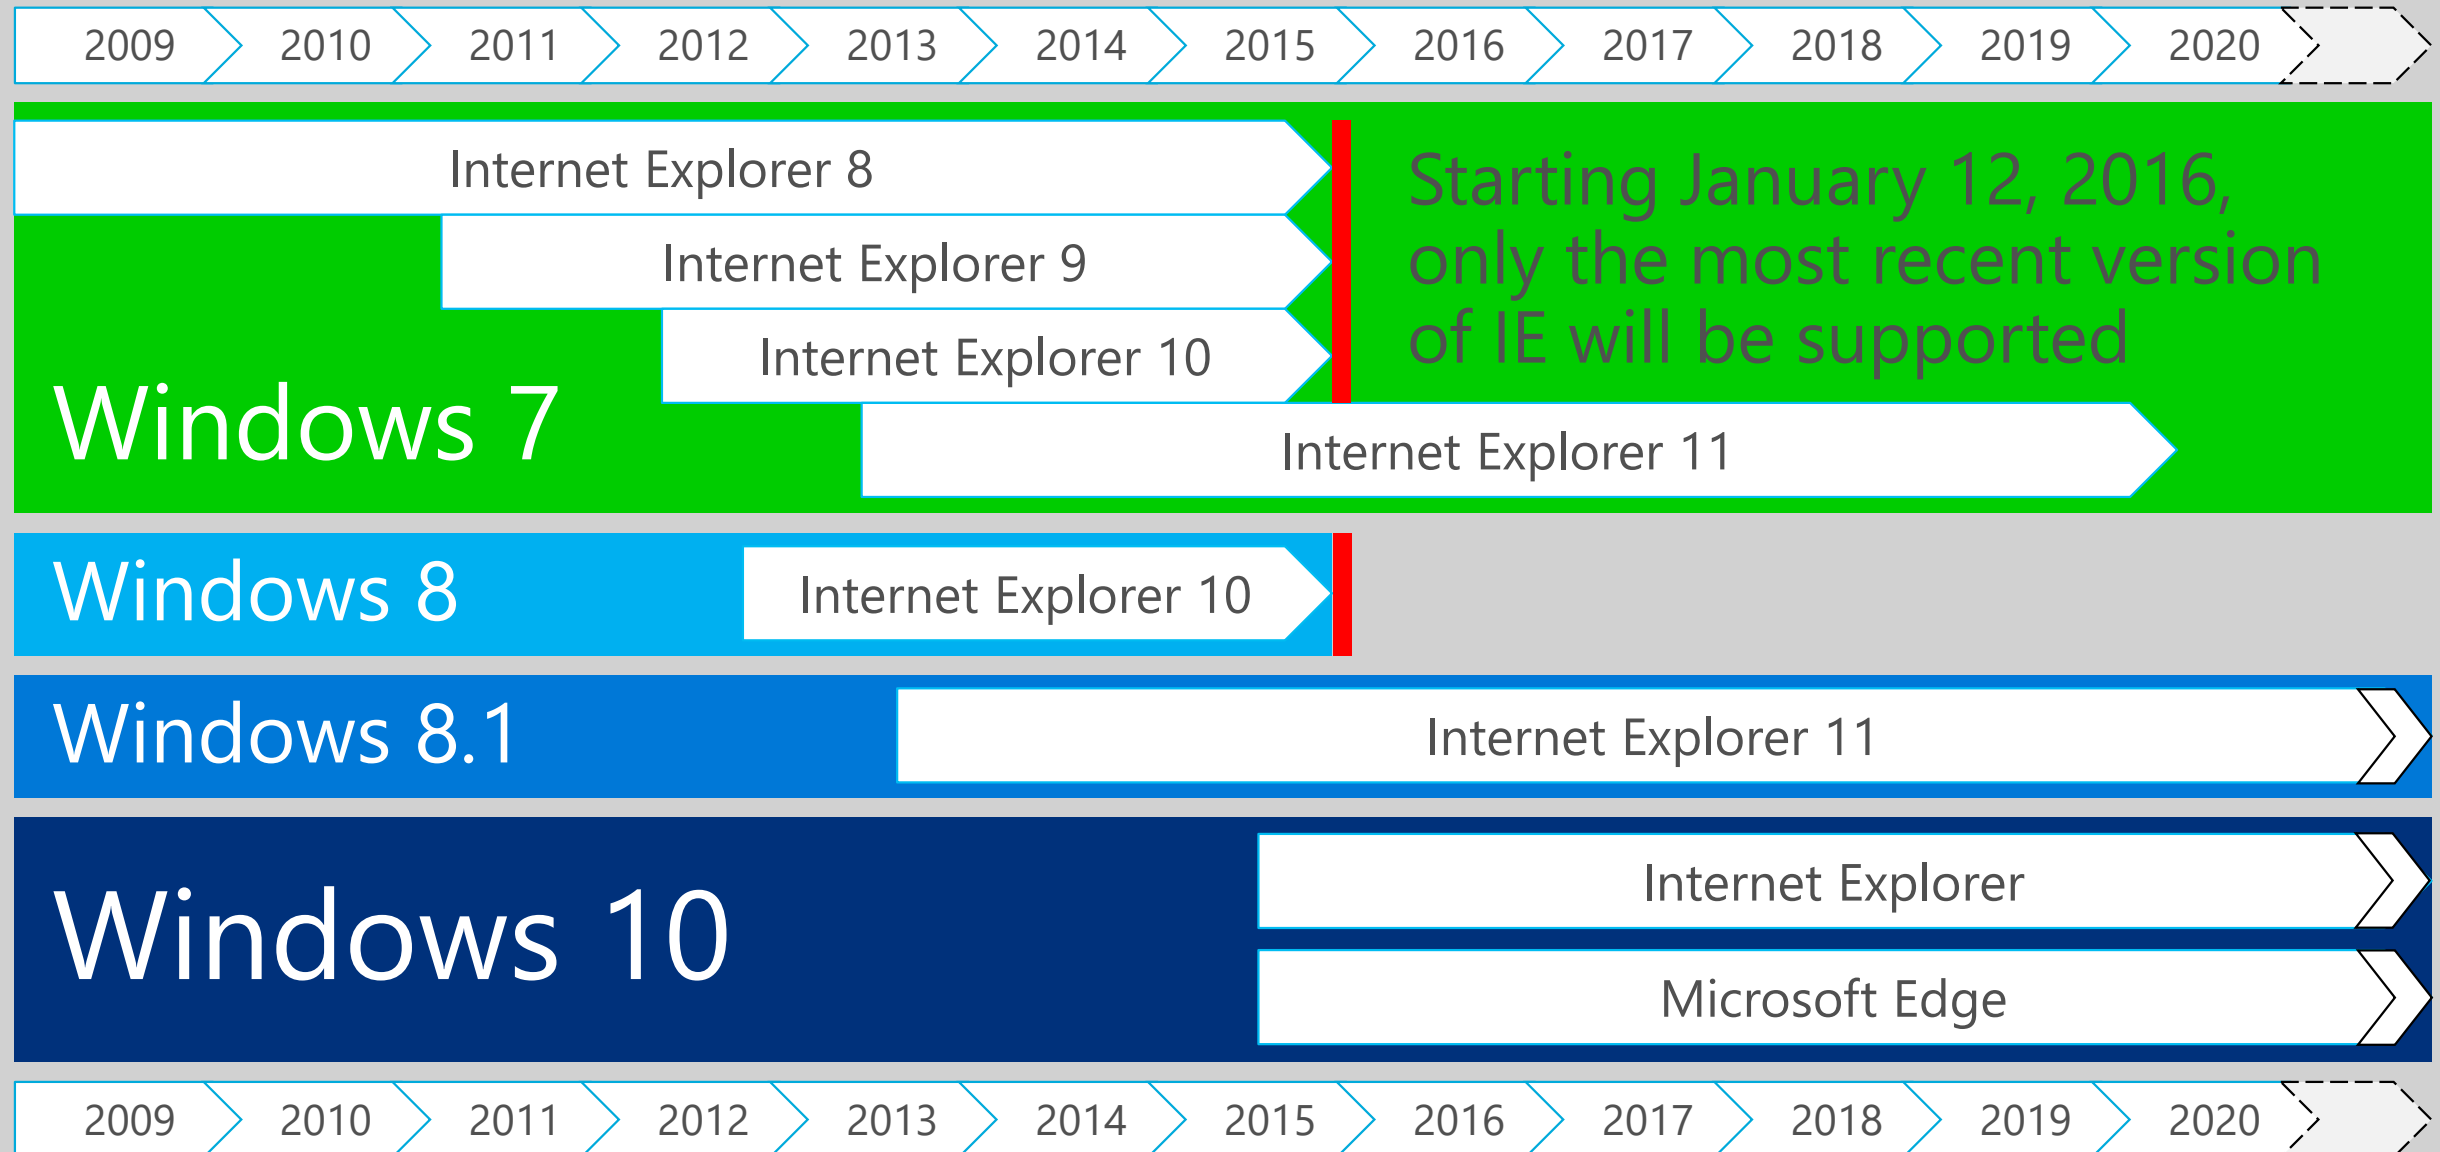 2009 2010 2011 2012 2013 2014 2015 2016 2017 2018 2019 2020
Internet Explorer 8
Internet Explorer 9
Internet Explorer 10
Starting January 12, 2016,
only the most recent version
of IE will be supported
Windows 7
Internet Explorer 11
Windows 8
Internet Explorer 10
Windows 8.1
Internet Explorer 11
Windows 10
Internet Explorer
Microsoft Edge
2009 2010 2011 2012 2013 2014 2015 2016 2017 2018 2019 2020